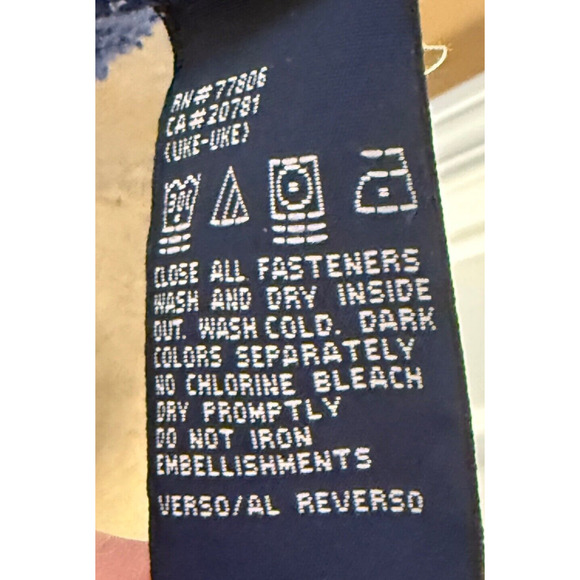 RN#77806
CA#20781
(UKE-UKE)
30C
CLOSE ALL FASTENERS
WASH AND DRY INSIDE
OUT. WASH COLD. DARK
COLORS SEPARATELY
NO CHLORINE BLEACH
DRY PROMPTLY
DO NOT IRON
EMBELLISHMENTS
VERSO/AL REVERSO